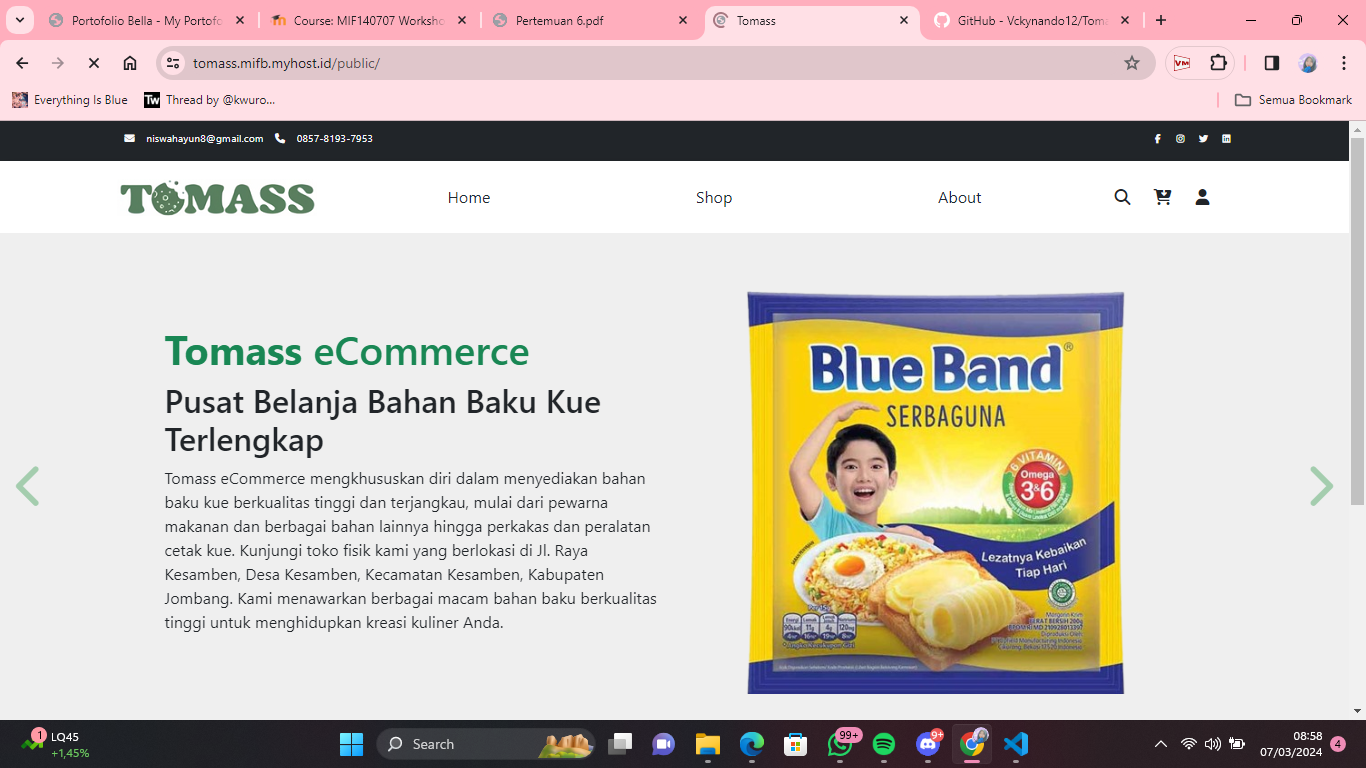 Portofolio Bella - My Portofo
Course: MIF140707 Worksho
Pertemuan 6.pdf
Tomass
GitHub - Vckynando12/Toma
tomass.mifb.myhost.id/public/
VM
Everything Is Blue
Tw
Thread by @kwuro...
Semua Bookmark
niswahayun8@gmail.com
0857-8193-7953
TOMASS
Home
Shop
About
Tomass eCommerce
Pusat Belanja Bahan Baku Kue
Terlengkap
Tomass eCommerce mengkhususkan diri dalam menyediakan bahan
baku kue berkualitas tinggi dan terjangkau, mulai dari pewarna
makanan dan berbagai bahan lainnya hingga perkakas dan peralatan
cetak kue. Kunjungi toko fisik kami yang berlokasi di Jl. Raya
Kesamben, Desa Kesamben, Kecamatan Kesamben, Kabupaten
Jombang. Kami menawarkan berbagai macam bahan baku berkualitas
tinggi untuk menghidupkan kreasi kuliner Anda.
Blue Band®
SERBAGUNA
6 VITAMIN
Omega
3&6
Lezatnya Kebaikan
Tiap Hari
1
LQ45
+1,45%
Search
99+
9+
08:58
07/03/2024
4